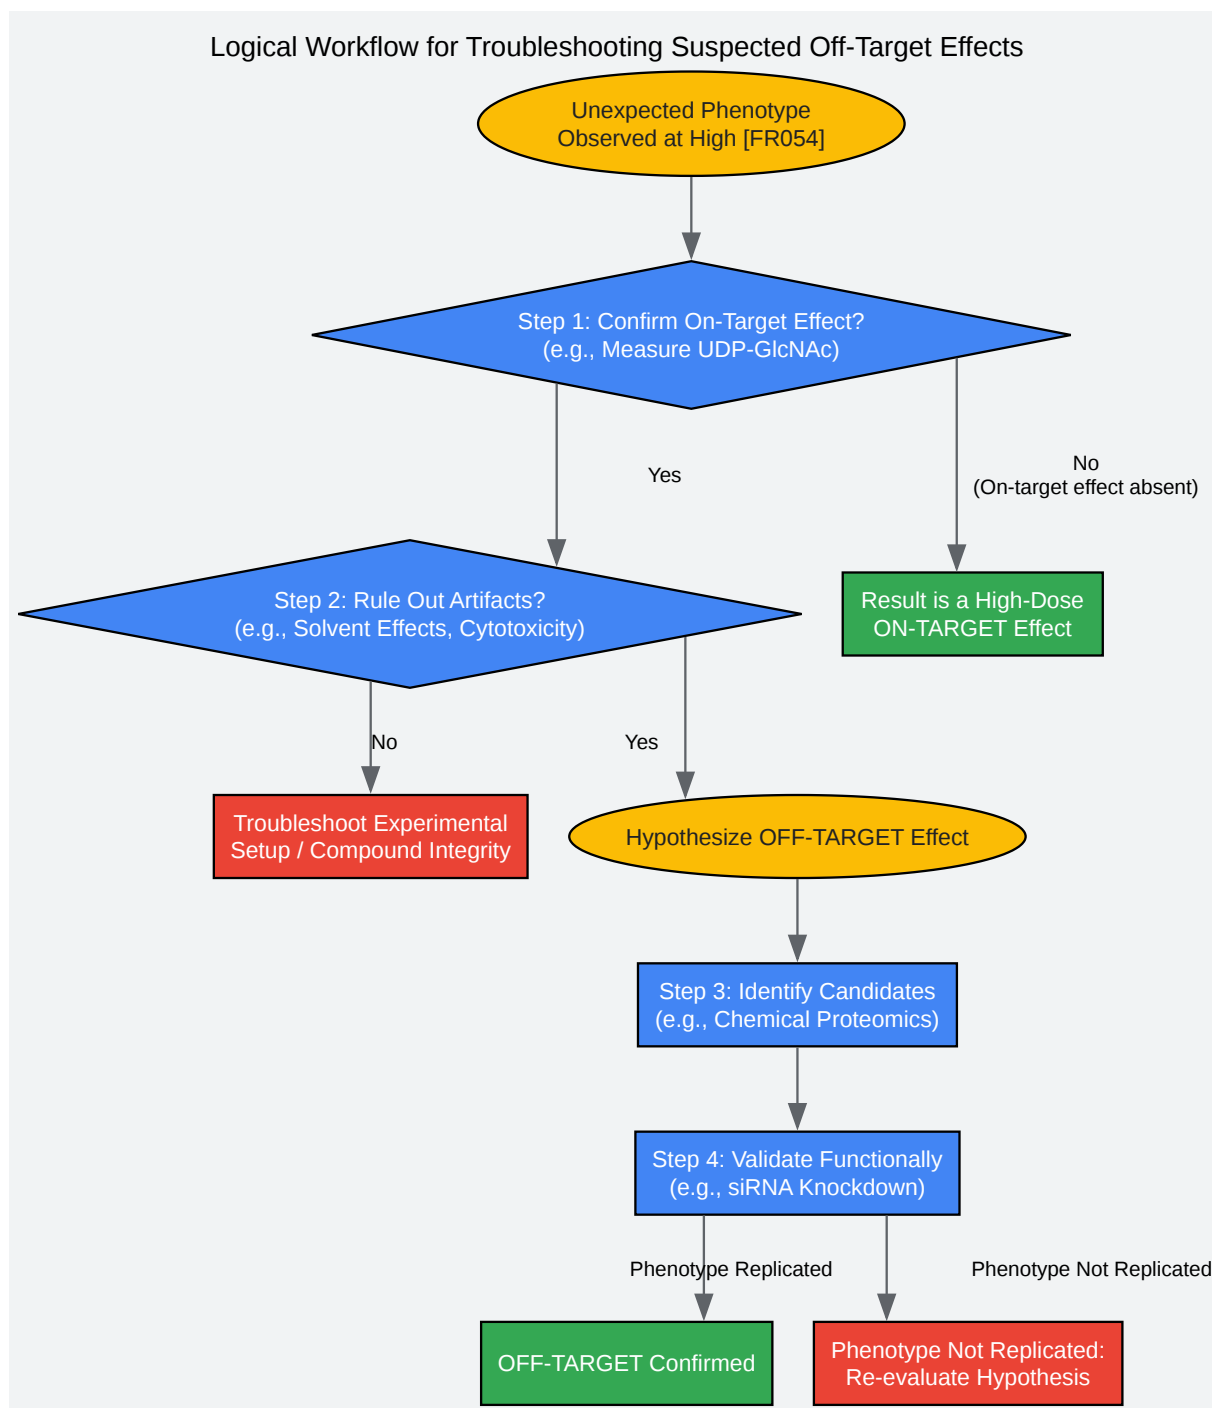 Logical Workflow for Troubleshooting Suspected Off-Target Effects
Unexpected Phenotype
Observed at High [FR054]
Step 1: Confirm On-Target Effect?
(e.g., Measure UDP-GlcNAc)
Yes
No
(On-target effect absent)
Step 2: Rule Out Artifacts?
(e.g., Solvent Effects, Cytotoxicity)
Result is a High-Dose
ON-TARGET Effect
No
Yes
Troubleshoot Experimental
Setup / Compound Integrity
Hypothesize OFF-TARGET Effect
Step 3: Identify Candidates
(e.g., Chemical Proteomics)
Step 4: Validate Functionally
(e.g., siRNA Knockdown)
Phenotype Replicated
Phenotype Not Replicated
OFF-TARGET Confirmed
Phenotype Not Replicated:
Re-evaluate Hypothesis